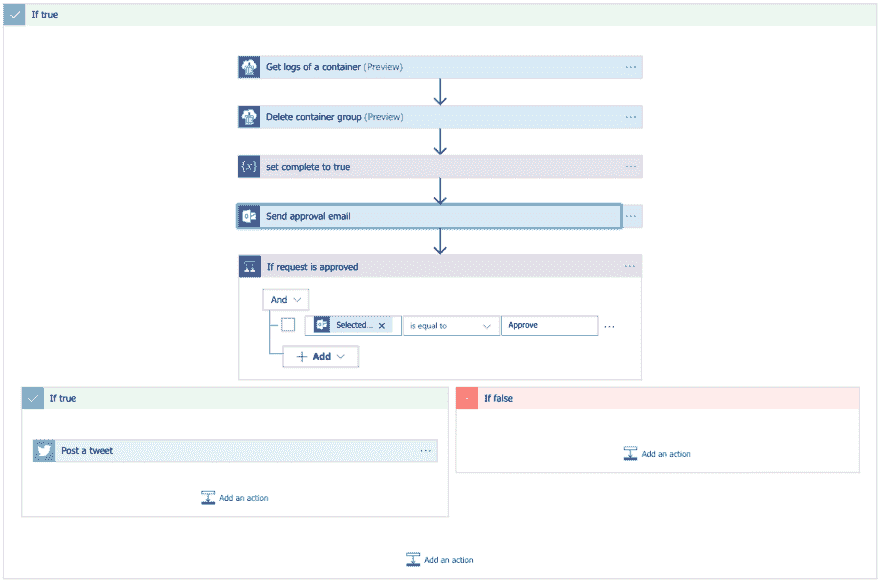 If true
Get logs of a container (Preview)
Delete container group (Preview)
{x} set complete to true
Send approval email
If request is approved
And
Selected... is equal to Approve
Add
If true
If false
Post a tweet
Add an action
Add an action
Add an action